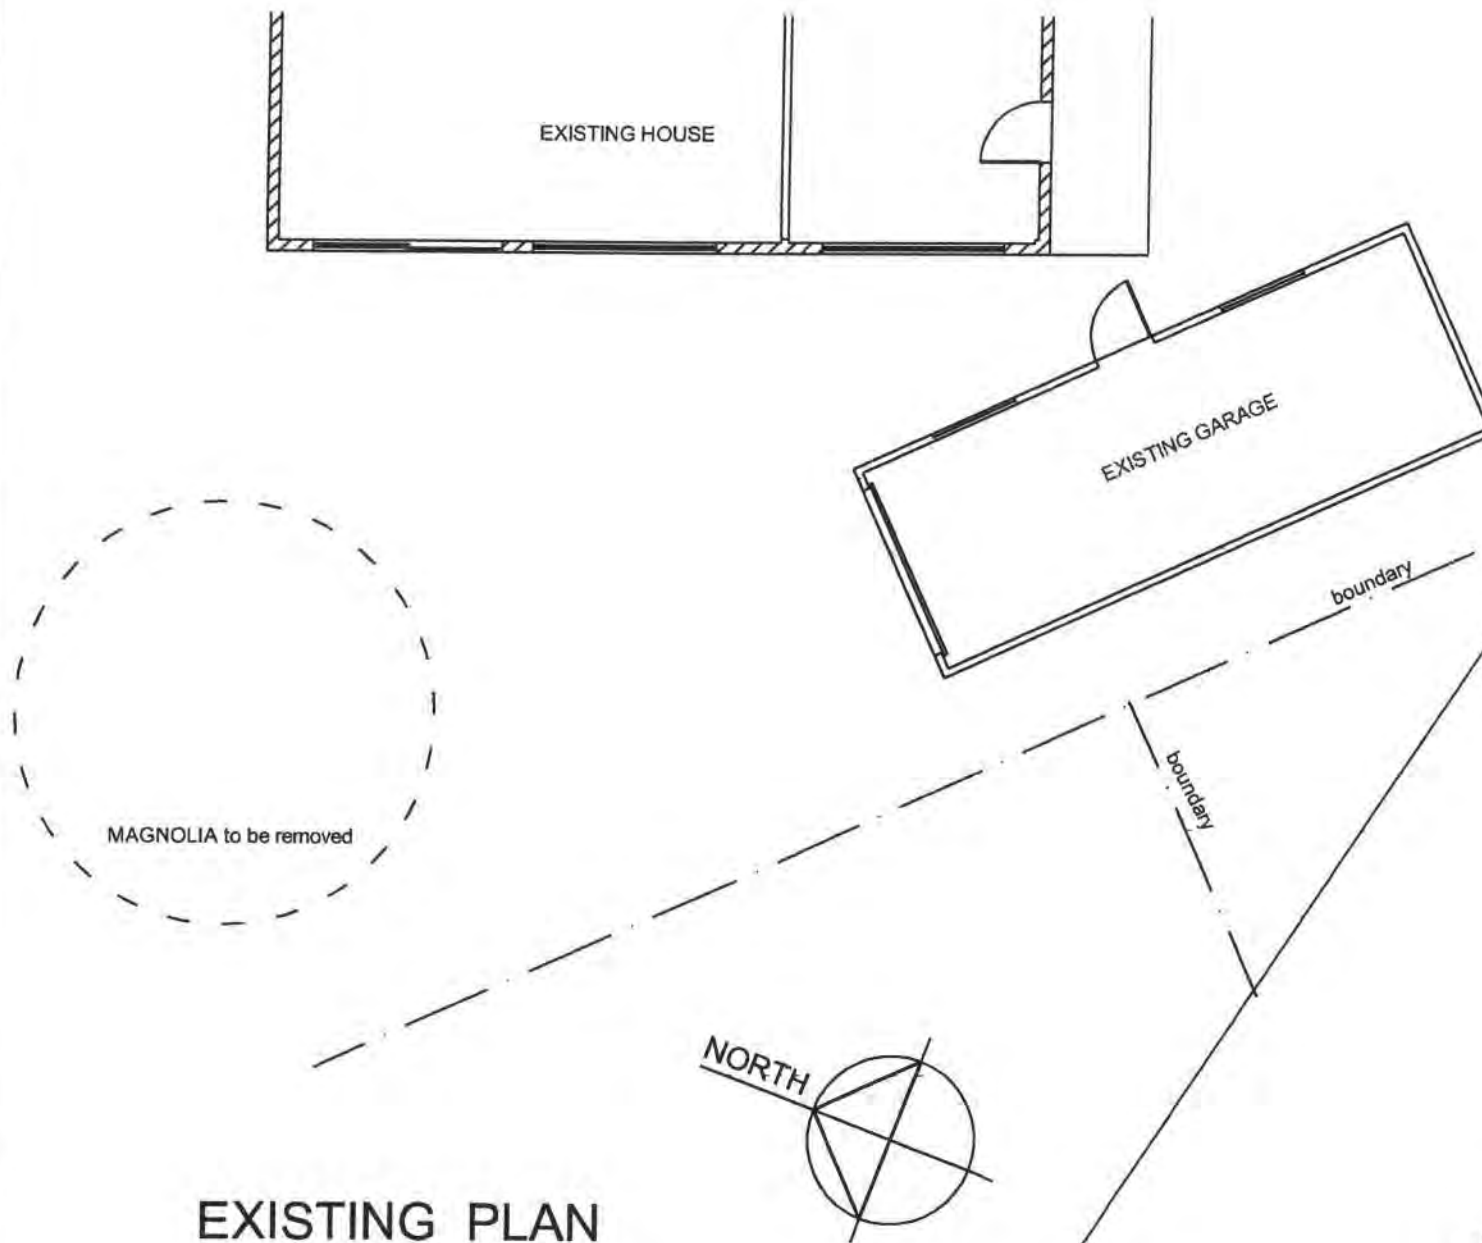 EXISTING HOUSE
EXISTING GARAGE
boundary
boundary
MAGNOLIA to be removed
NORTH
EXISTING PLAN